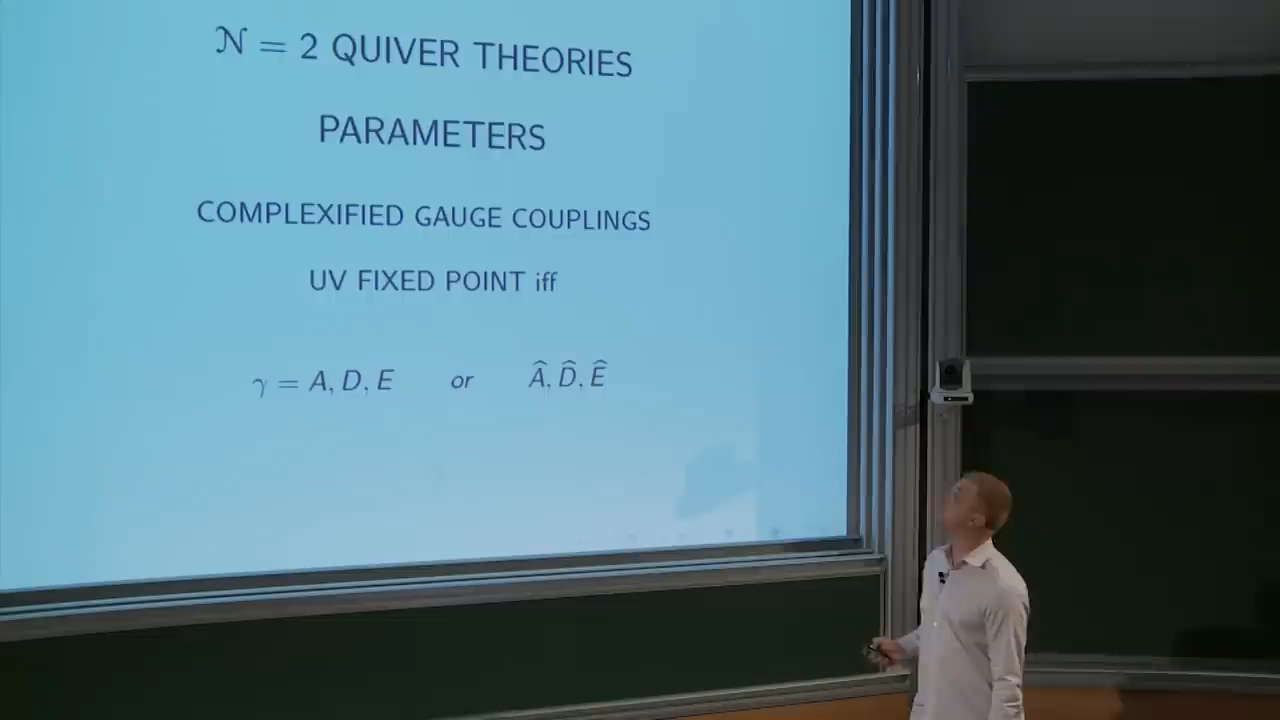 𝒩 = 2 QUIVER THEORIES
PARAMETERS
COMPLEXIFIED GAUGE COUPLINGS
UV FIXED POINT iff
γ = A, D, E or Â, D̂, Ê